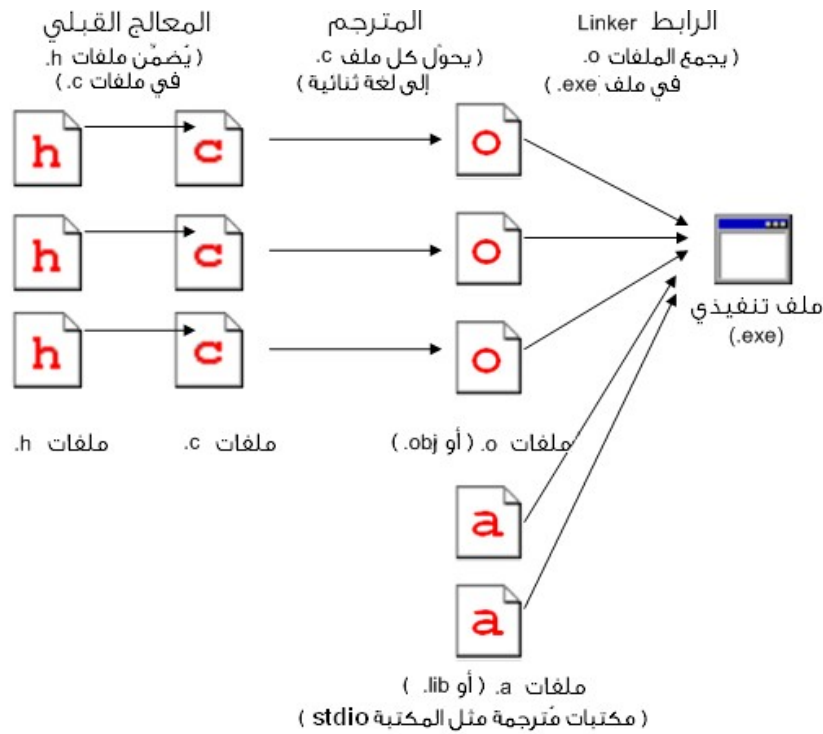 المعالج القبلي
( يُضمِّن ملفات .h
في ملفات c. )
المترجم
( يحوّل كل ملف .c
إلى لغة ثنائية )
الرابط Linker
( يجمع الملفات .o
في ملف .exe )
h
c
o
h
c
o
h
c
o
ملف تنفيذي
(.exe)
ملفات .h
ملفات .c
ملفات .o ( أو .obj )
a
a
ملفات .a ( أو .lib )
( مكتبات مُترجمة مثل المكتبة stdio )